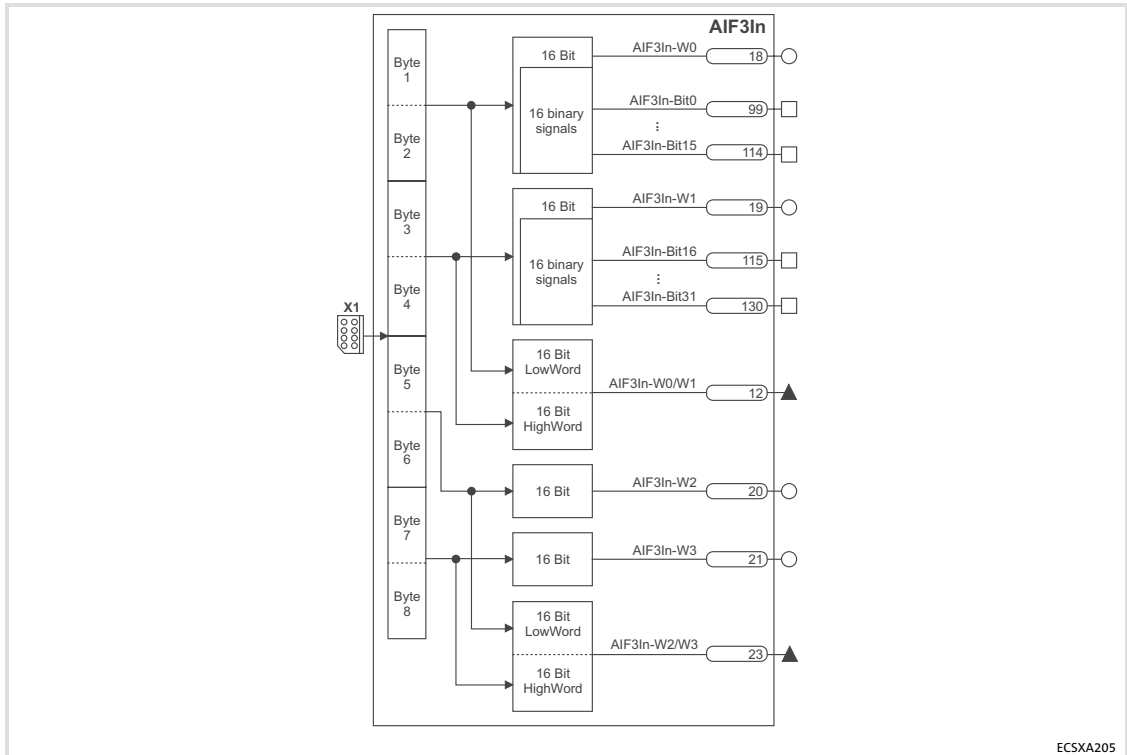 AIF3In
Byte
1
Byte
2
Byte
3
Byte
4
Byte
5
Byte
6
Byte
7
Byte
8
X1
16 Bit
16 binary
signals
AIF3In-W0
18
AIF3In-Bit0
99
...
AIF3In-Bit15
114
16 Bit
16 binary
signals
AIF3In-W1
19
AIF3In-Bit16
115
...
AIF3In-Bit31
130
16 Bit
LowWord
16 Bit
HighWord
AIF3In-W0/W1
12
16 Bit
AIF3In-W2
20
16 Bit
AIF3In-W3
21
16 Bit
LowWord
16 Bit
HighWord
AIF3In-W2/W3
23
ECSXA205